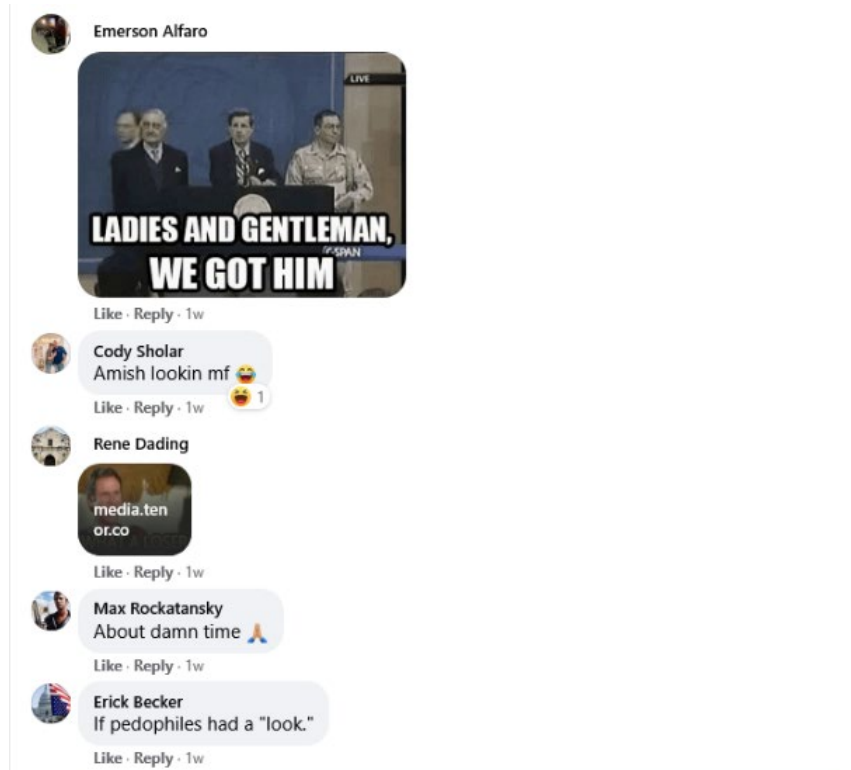 Emerson Alfaro
LIVE
LADIES AND GENTLEMAN,
C-SPAN
WE GOT HIM
Like · Reply · 1w
Cody Sholar
Amish lookin mf 😂
😆 1
Like · Reply · 1w
Rene Dading
media.ten
or.co
WHAT A LOSER
Like · Reply · 1w
Max Rockatansky
About damn time 🙏🏼
Like · Reply · 1w
Erick Becker
If pedophiles had a "look."
Like · Reply · 1w